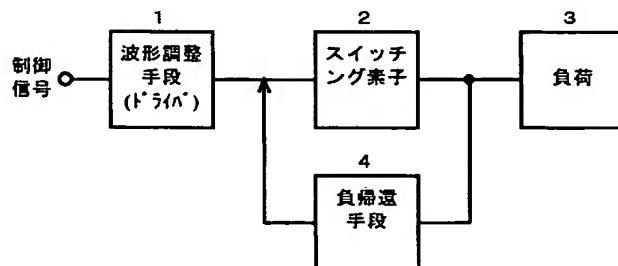 1
波形調整
手段
(ﾄﾞﾗｲﾊﾞ)
2
スイッチ
ング素子
3
負荷
制御
信号
4
負帰還
手段